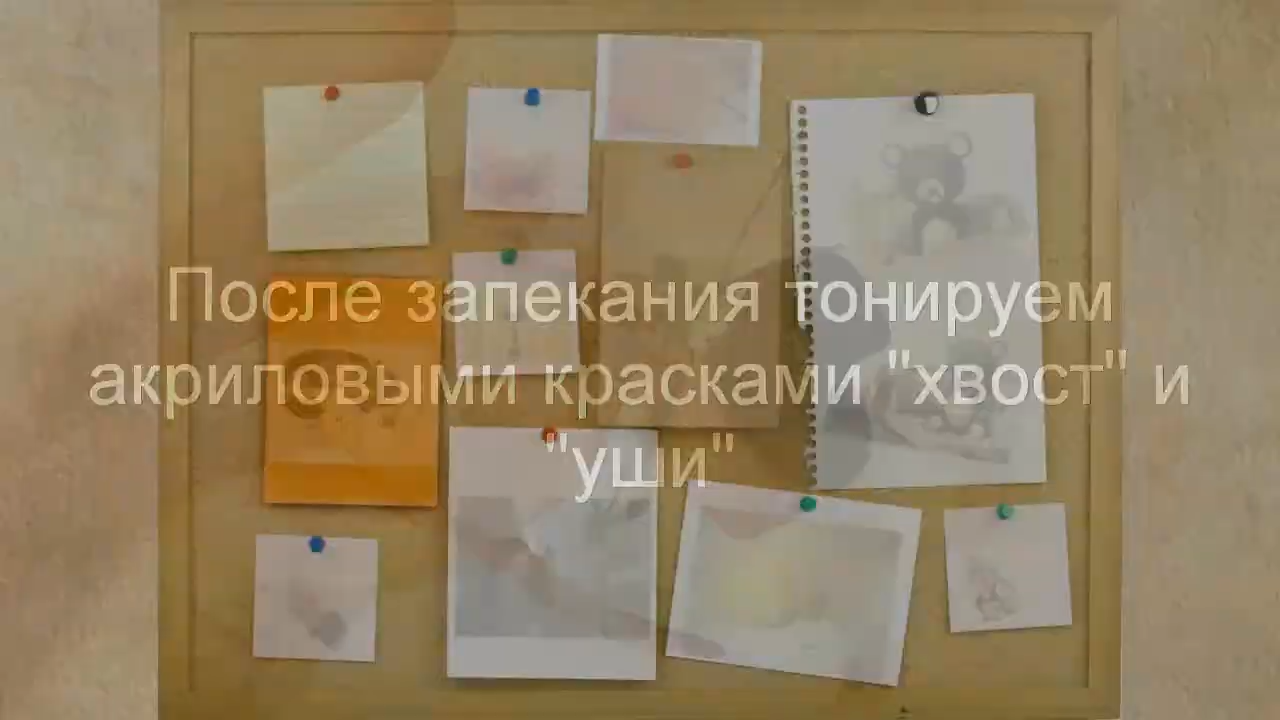 После запекания тонируем
акриловыми красками "хвост" и
"уши"